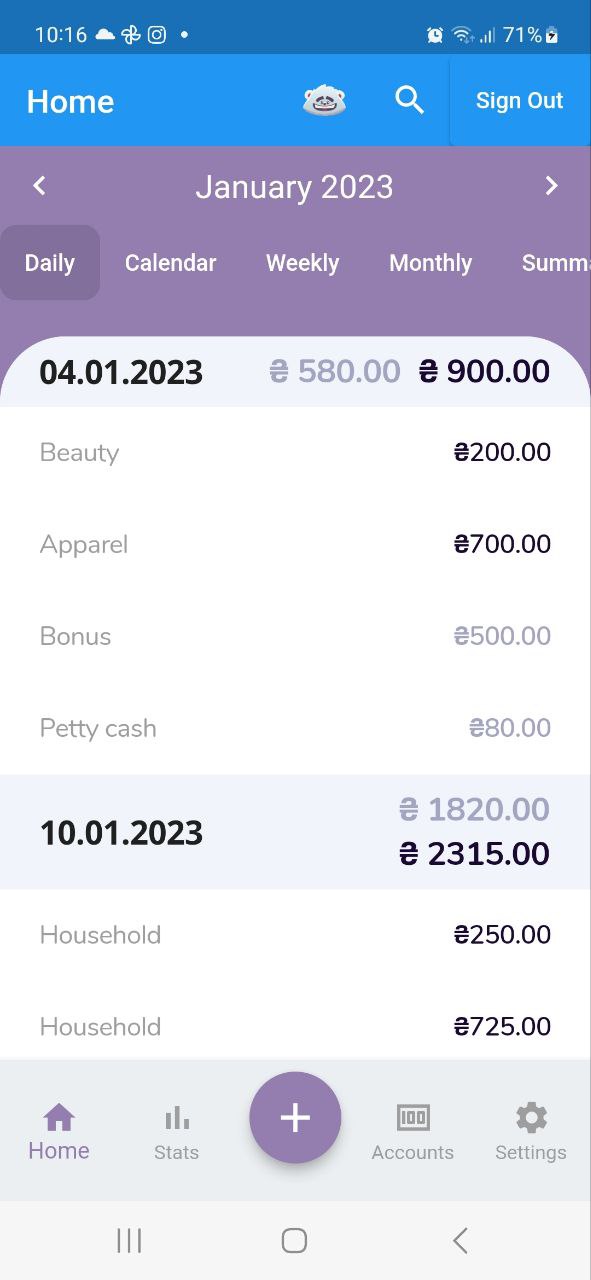 10:16 71%
Home Sign Out
January 2023
Daily Calendar Weekly Monthly Summa
04.01.2023 ₴ 580.00 ₴ 900.00
Beauty ₴200.00
Apparel ₴700.00
Bonus ₴500.00
Petty cash ₴80.00
₴ 1820.00
10.01.2023
₴ 2315.00
Household ₴250.00
Household ₴725.00
Home Stats Accounts Settings